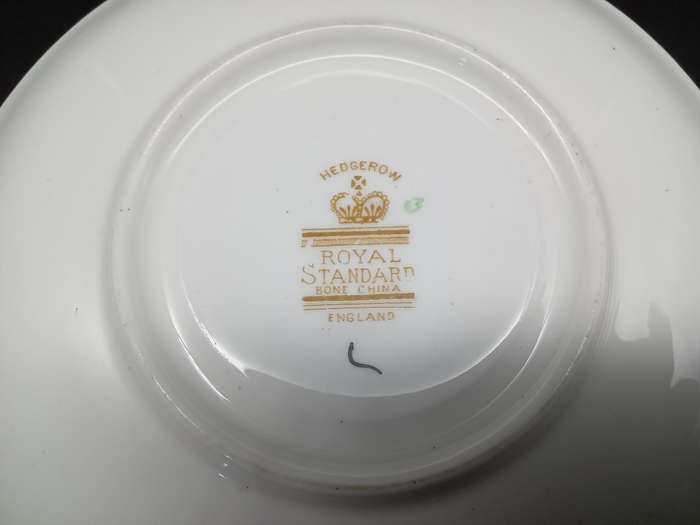 HEDGEROW
ROYAL
STANDARD
BONE CHINA
ENGLAND